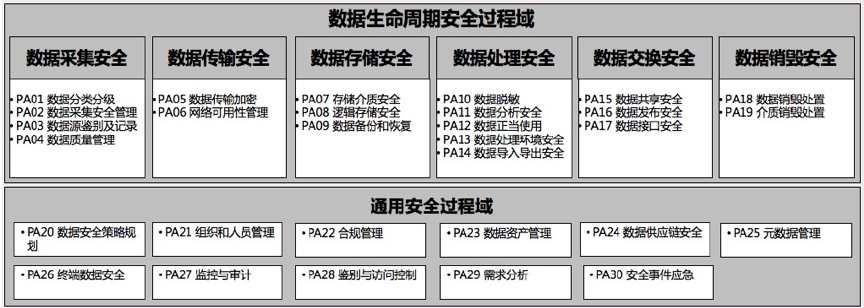 数据生命周期安全过程域
数据采集安全
• PA01 数据分类分级
• PA02 数据采集安全管理
• PA03 数据源鉴别及记录
• PA04 数据质量管理
数据传输安全
• PA05 数据传输加密
• PA06 网络可用性管理
数据存储安全
• PA07 存储介质安全
• PA08 逻辑存储安全
• PA09 数据备份和恢复
数据处理安全
• PA10 数据脱敏
• PA11 数据分析安全
• PA12 数据正当使用
• PA13 数据处理环境安全
• PA14 数据导入导出安全
数据交换安全
• PA15 数据共享安全
• PA16 数据发布安全
• PA17 数据接口安全
数据销毁安全
• PA18 数据销毁处置
• PA19 介质销毁处置
通用安全过程域
• PA20 数据安全策略规
划
• PA21 组织和人员管理
• PA22 合规管理
• PA23 数据资产管理
• PA24 数据供应链安全
• PA25 元数据管理
• PA26 终端数据安全
• PA27 监控与审计
• PA28 鉴别与访问控制
• PA29 需求分析
• PA30 安全事件应急